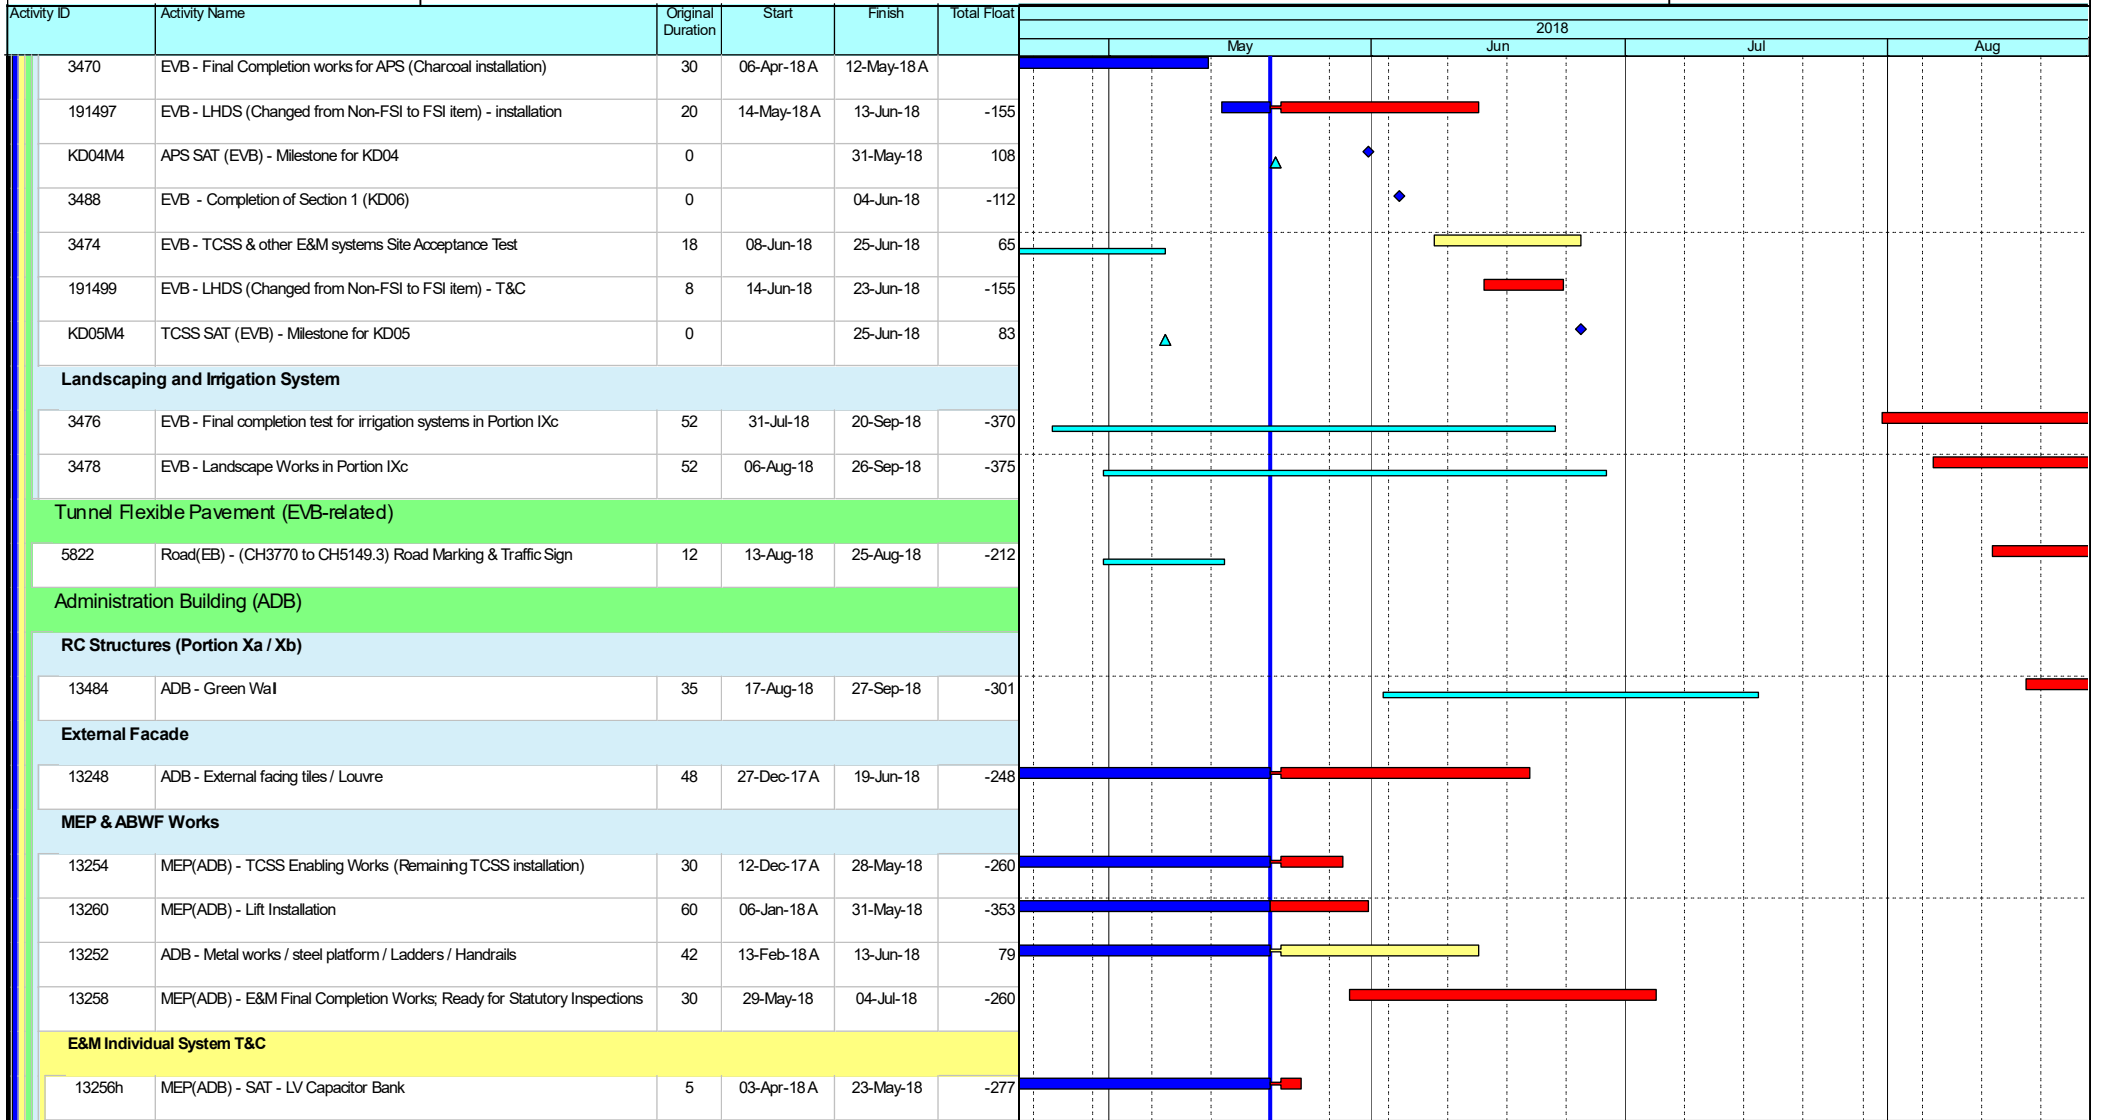 Activity ID Activity Name Original Duration Start Finish Total Float
2018
May Jun Jul Aug
3470 EVB - Final Completion works for APS (Charcoal installation) 30 06-Apr-18 A 12-May-18 A
191497 EVB - LHDS (Changed from Non-FSI to FSI item) - installation 20 14-May-18 A 13-Jun-18 -155
KD04M4 APS SAT (EVB) - Milestone for KD04 0 31-May-18 108
3488 EVB - Completion of Section 1 (KD06) 0 04-Jun-18 -112
3474 EVB - TCSS & other E&M systems Site Acceptance Test 18 08-Jun-18 25-Jun-18 65
191499 EVB - LHDS (Changed from Non-FSI to FSI item) - T&C 8 14-Jun-18 23-Jun-18 -155
KD05M4 TCSS SAT (EVB) - Milestone for KD05 0 25-Jun-18 83
Landscaping and Irrigation System
3476 EVB - Final completion test for irrigation systems in Portion IXc 52 31-Jul-18 20-Sep-18 -370
3478 EVB - Landscape Works in Portion IXc 52 06-Aug-18 26-Sep-18 -375
Tunnel Flexible Pavement (EVB-related)
5822 Road(EB) - (CH3770 to CH5149.3) Road Marking & Traffic Sign 12 13-Aug-18 25-Aug-18 -212
Administration Building (ADB)
RC Structures (Portion Xa / Xb)
13484 ADB - Green Wall 35 17-Aug-18 27-Sep-18 -301
External Facade
13248 ADB - External facing tiles / Louvre 48 27-Dec-17 A 19-Jun-18 -248
MEP & ABWF Works
13254 MEP(ADB) - TCSS Enabling Works (Remaining TCSS installation) 30 12-Dec-17 A 28-May-18 -260
13260 MEP(ADB) - Lift Installation 60 06-Jan-18 A 31-May-18 -353
13252 ADB - Metal works / steel platform / Ladders / Handrails 42 13-Feb-18 A 13-Jun-18 79
13258 MEP(ADB) - E&M Final Completion Works; Ready for Statutory Inspections 30 29-May-18 04-Jul-18 -260
E&M Individual System T&C
13256h MEP(ADB) - SAT - LV Capacitor Bank 5 03-Apr-18 A 23-May-18 -277